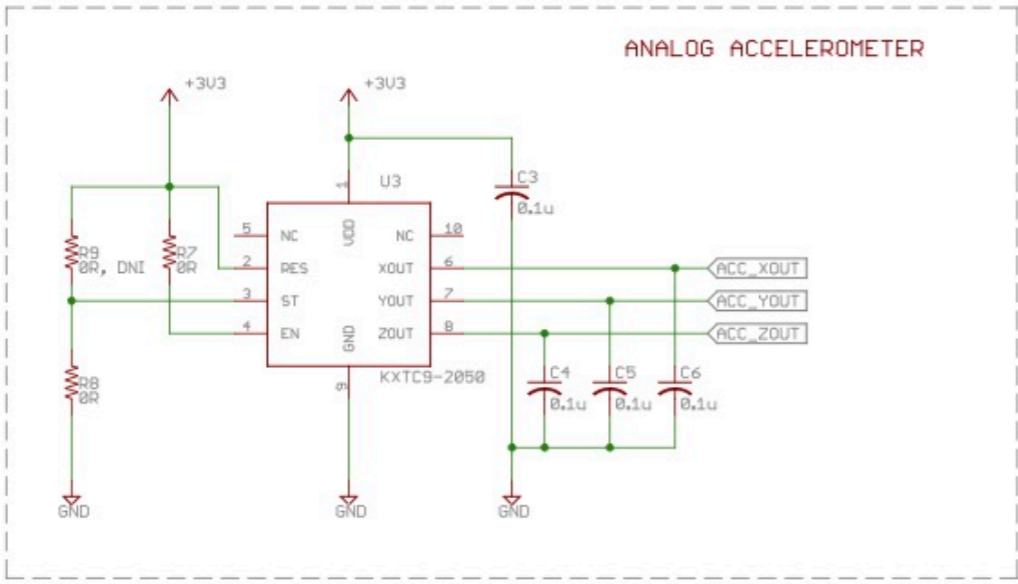 ANALOG ACCELEROMETER
+3V3
+3V3
U3
C3
0.1u
1
VDD
5
NC
NC
10
R9
0R, DNI
R7
0R
2
RES
XOUT
6
ACC_XOUT
3
ST
YOUT
7
ACC_YOUT
4
EN
GND
ZOUT
8
ACC_ZOUT
9
KXTC9-2050
R8
0R
C4
0.1u
C5
0.1u
C6
0.1u
GND
GND
GND